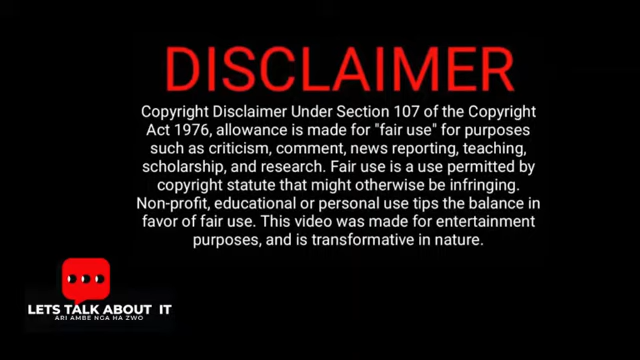 DISCLAIMER
Copyright Disclaimer Under Section 107 of the Copyright
Act 1976, allowance is made for "fair use" for purposes
such as criticism, comment, news reporting, teaching,
scholarship, and research. Fair use is a use permitted by
copyright statute that might otherwise be infringing.
Non-profit, educational or personal use tips the balance in
favor of fair use. This video was made for entertainment
purposes, and is transformative in nature.
LETS TALK ABOUT IT
ARI AMBE NGA HA ZWO